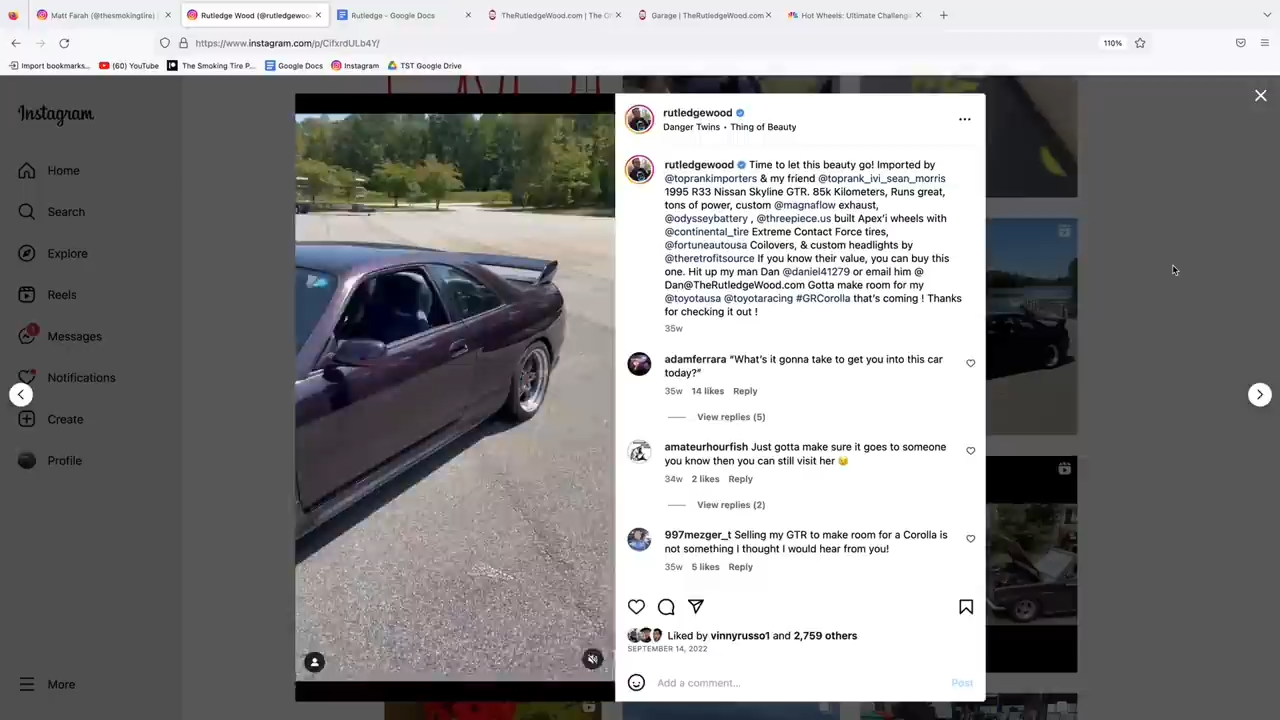 Matt Farah (@thesmokingtire) |
Rutledge Wood (@rutledgewoo
Rutledge - Google Docs
TheRutledgeWood.com | The O
Garage | TheRutledgeWood.com
Hot Wheels: Ultimate Challeng
https://www.instagram.com/p/CifxrdULb4Y/
110%
Import bookmarks...
(60) YouTube
The Smoking Tire P...
Google Docs
Instagram
TST Google Drive
Instagram
Home
Search
Explore
Reels
1
Messages
Notifications
Create
Profile
More
rutledgewood
Danger Twins • Thing of Beauty
rutledgewood Time to let this beauty go! Imported by
@toprankimporters & my friend @toprank_ivi_sean_morris
1995 R33 Nissan Skyline GTR. 85k Kilometers, Runs great,
tons of power, custom @magnaflow exhaust,
@odysseybattery , @threepiece.us built Apex'i wheels with
@continental_tire Extreme Contact Force tires,
@fortuneautousa Coilovers, & custom headlights by
@theretrofitsource If you know their value, you can buy this
one. Hit up my man Dan @daniel41279 or email him @
Dan@TheRutledgeWood.com Gotta make room for my
@toyotausa @toyotaracing #GRCorolla that's coming ! Thanks
for checking it out !
35w
adamferrara "What's it gonna take to get you into this car
today?"
35w 14 likes Reply
View replies (5)
amateurhourfish Just gotta make sure it goes to someone
you know then you can still visit her 😉
34w 2 likes Reply
View replies (2)
997mezger_t Selling my GTR to make room for a Corolla is
not something I thought I would hear from you!
35w 5 likes Reply
Liked by vinnyrusso1 and 2,759 others
SEPTEMBER 14, 2022
Add a comment...
Post